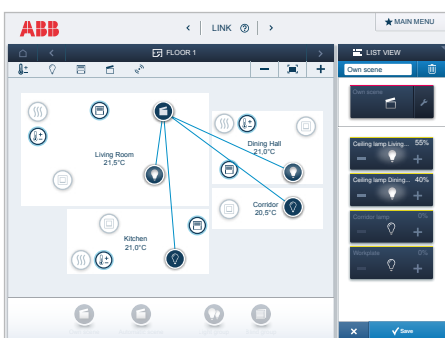 ABB
LINK
MAIN MENU
FLOOR 1
LIST VIEW
Own scene
Own scene
Living Room
21,5°C
Dining Hall
21,0°C
Corridor
20,5°C
Kitchen
21,0°C
Ceiling lamp Living... 55%
Ceiling lamp Dining... 40%
Corridor lamp 0%
Workplate 0%
Save